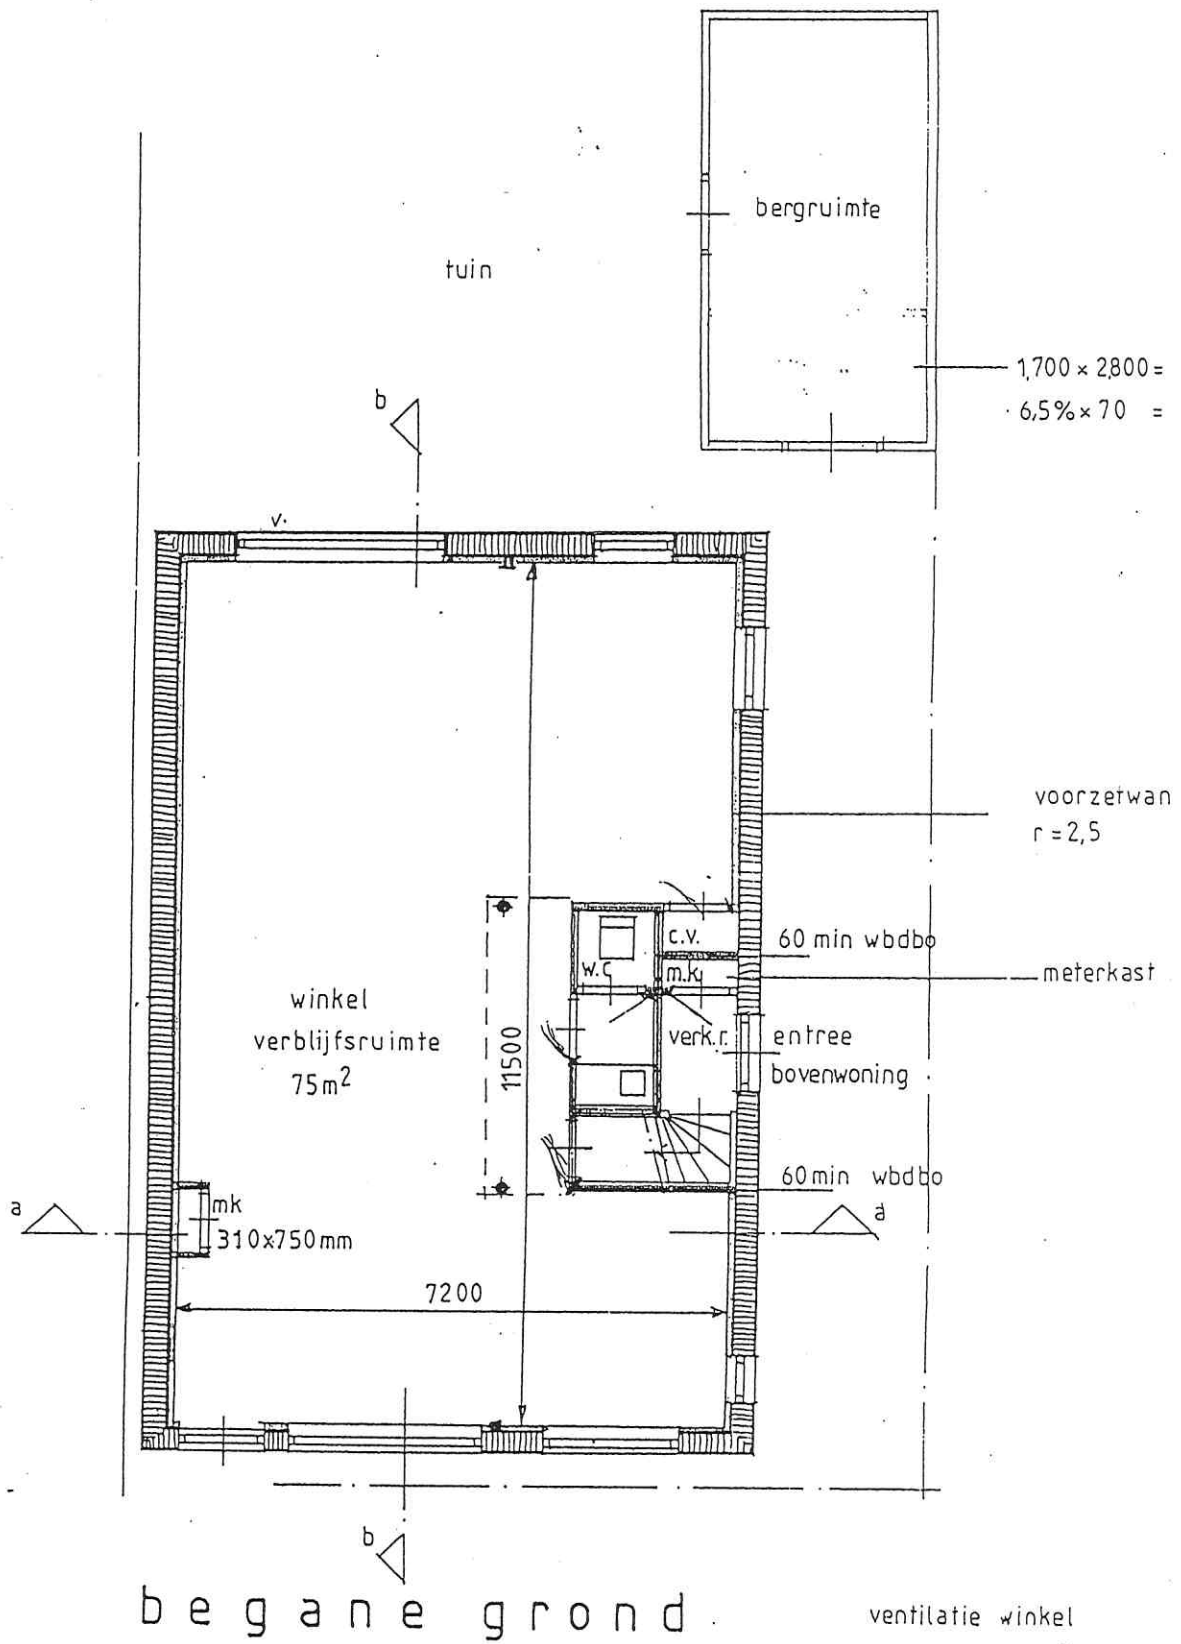 bergruimte
tuin
1,700 × 2,800 =
6,5% × 70 =
b
v.
voorzetwan
r = 2,5
c.v.
60 min wbdbo
w.c
m.k
meterkast
winkel
verblijfsruimte
75m²
11500
verk.r.
entree
bovenwoning
60 min wbdbo
a
mk
310x750mm
a
7200
b
begane grond
ventilatie winkel